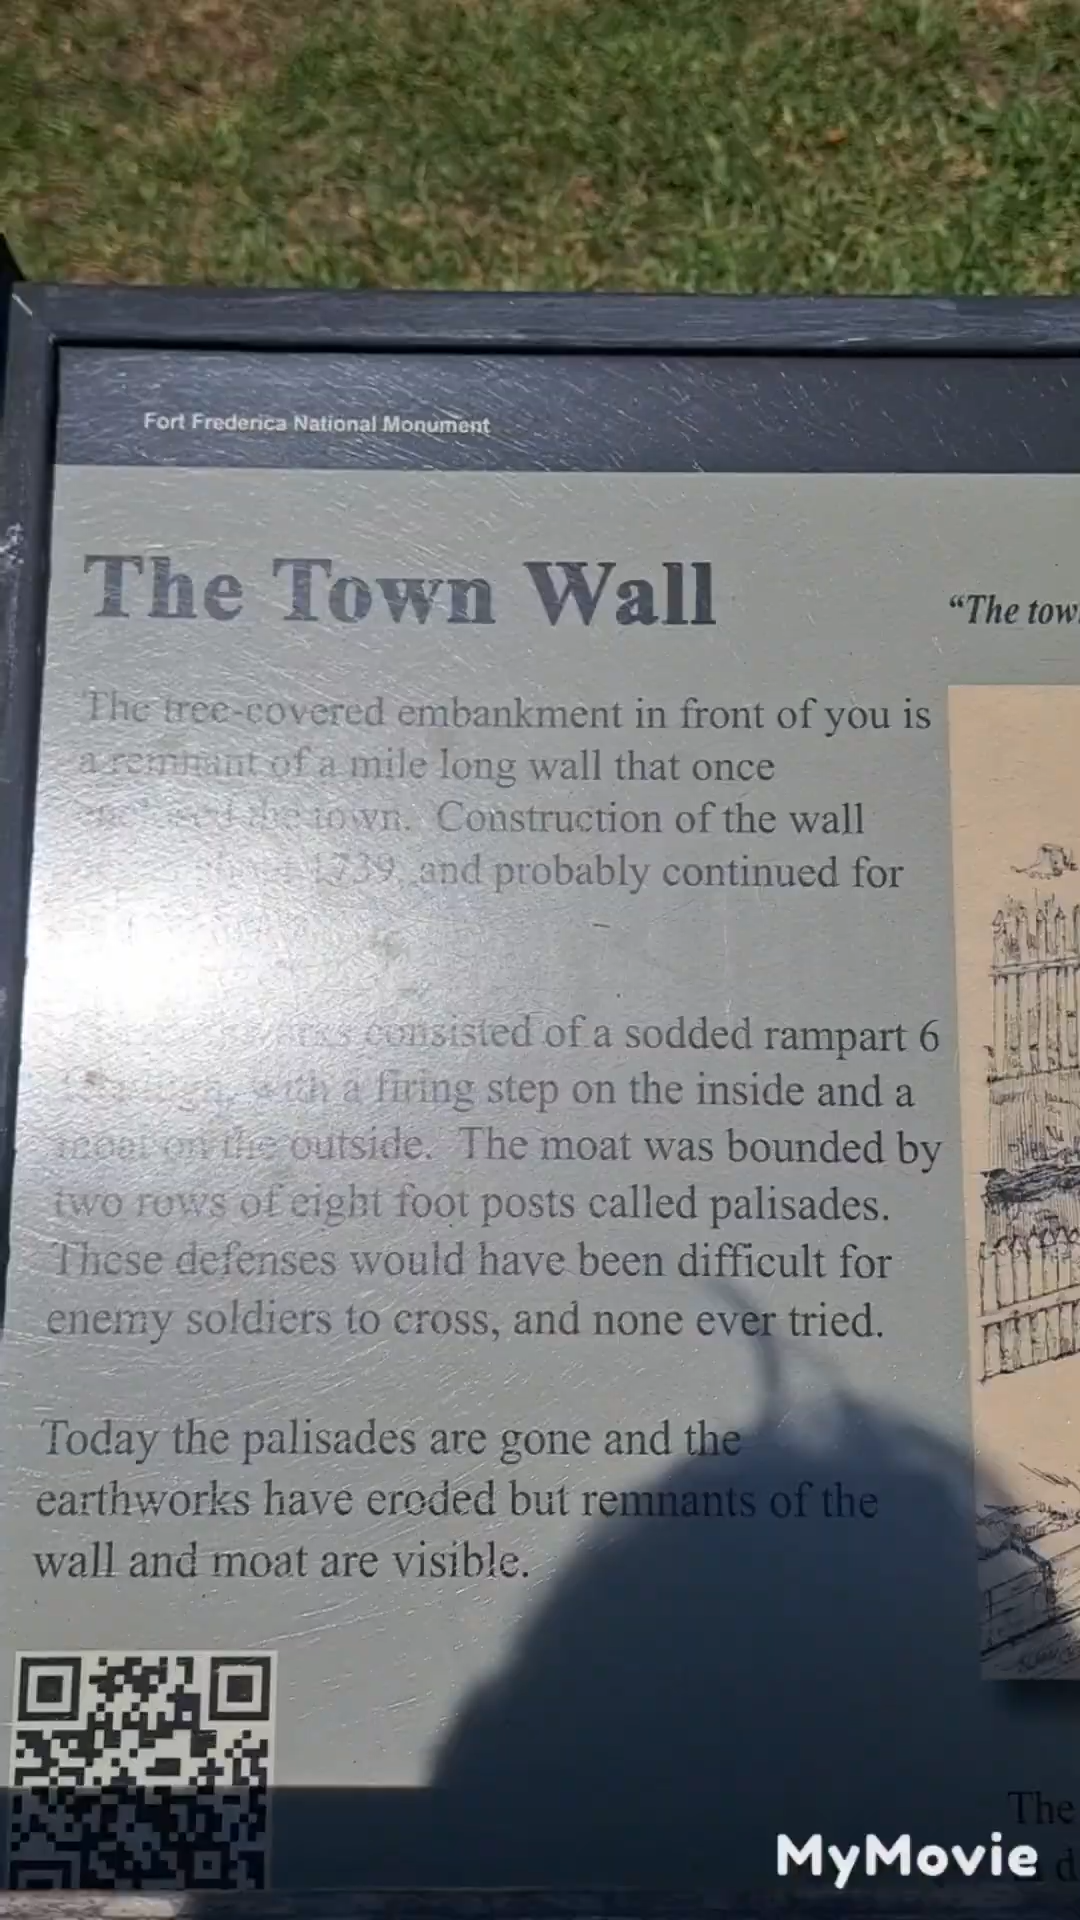 Fort Frederica National Monument
The Town Wall
"The town
The tree-covered embankment in front of you is
a remnant of a mile long wall that once
the town. Construction of the wall
1739, and probably continued for
consisted of a sodded rampart 6
with a firing step on the inside and a
moat on the outside. The moat was bounded by
two rows of eight foot posts called palisades.
These defenses would have been difficult for
enemy soldiers to cross, and none ever tried.
Today the palisades are gone and the
earthworks have eroded but remnants of the
wall and moat are visible.
The
MyMovie